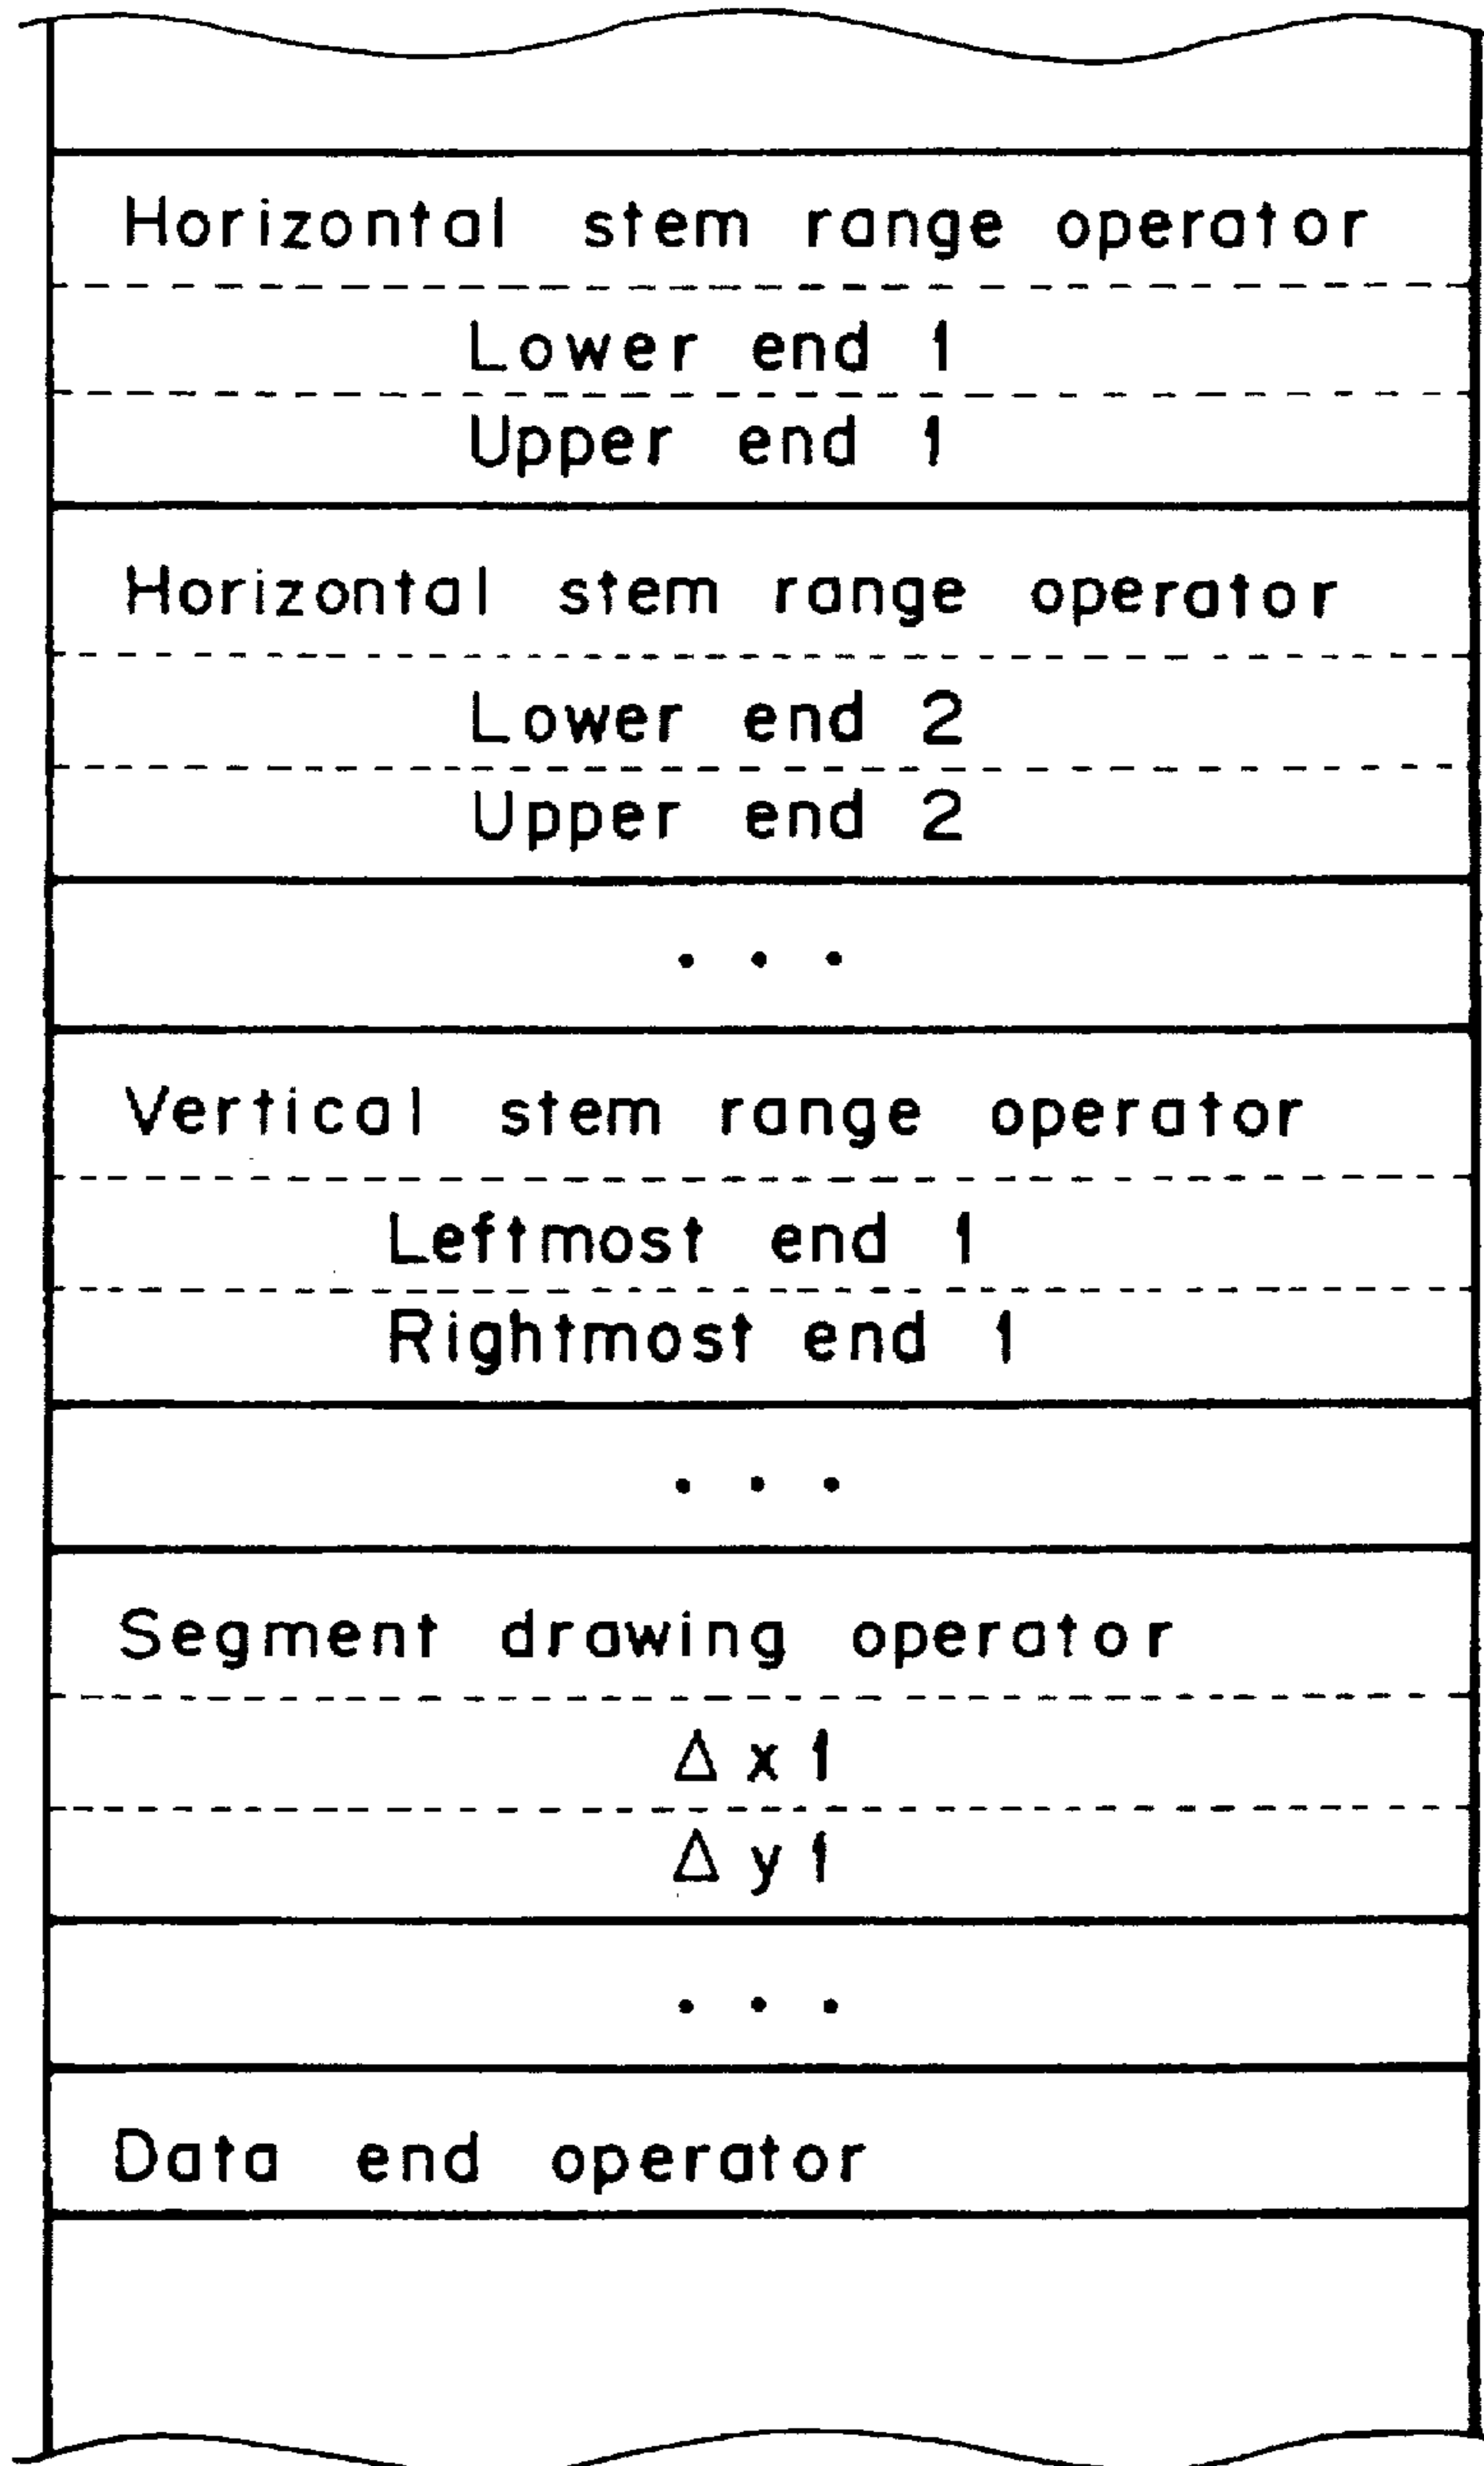 Horizontal stem range operator
Lower end 1
Upper end 1
Horizontal stem range operator
Lower end 2
Upper end 2
. . .
Vertical stem range operator
Leftmost end 1
Rightmost end 1
. . .
Segment drawing operator
Δx1
Δy1
. . .
Data end operator